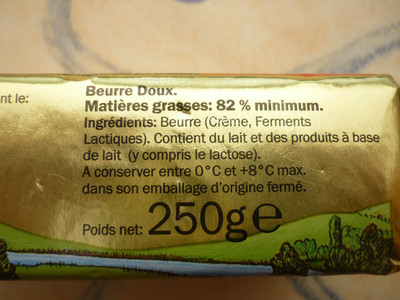 nt le:
Beurre Doux.
Matières grasses: 82 % minimum.
Ingrédients: Beurre (Crème, Ferments
Lactiques). Contient du lait et des produits à base
de lait (y compris le lactose).
A conserver entre 0°C et +8°C max.
dans son emballage d'origine fermé.
Poids net: 250g℮